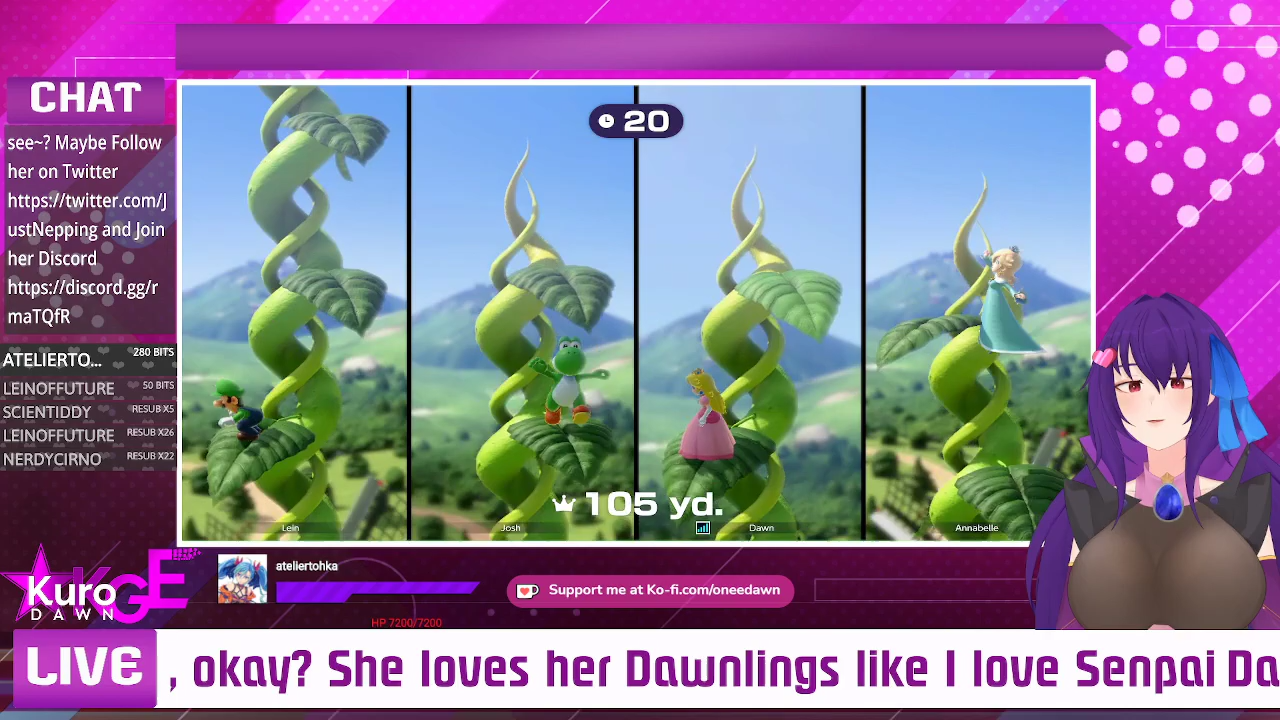 CHAT
see~? Maybe Follow
her on Twitter
https://twitter.com/J
ustNepping and Join
her Discord
https://discord.gg/r
maTQfR
ATELIERTO... 280 BITS
LEINOFFUTURE 50 BITS
SCIENTIDDY RESUB X5
LEINOFFUTURE RESUB X26
NERDYCIRNO RESUB X22
20
105 yd.
Lein
Josh
Dawn
Annabelle
Kuro
DAWN
KGE
ateliertohka
HP 7200/7200
Support me at Ko-fi.com/oneedawn
LIVE
, okay? She loves her Dawnlings like I love Senpai Da